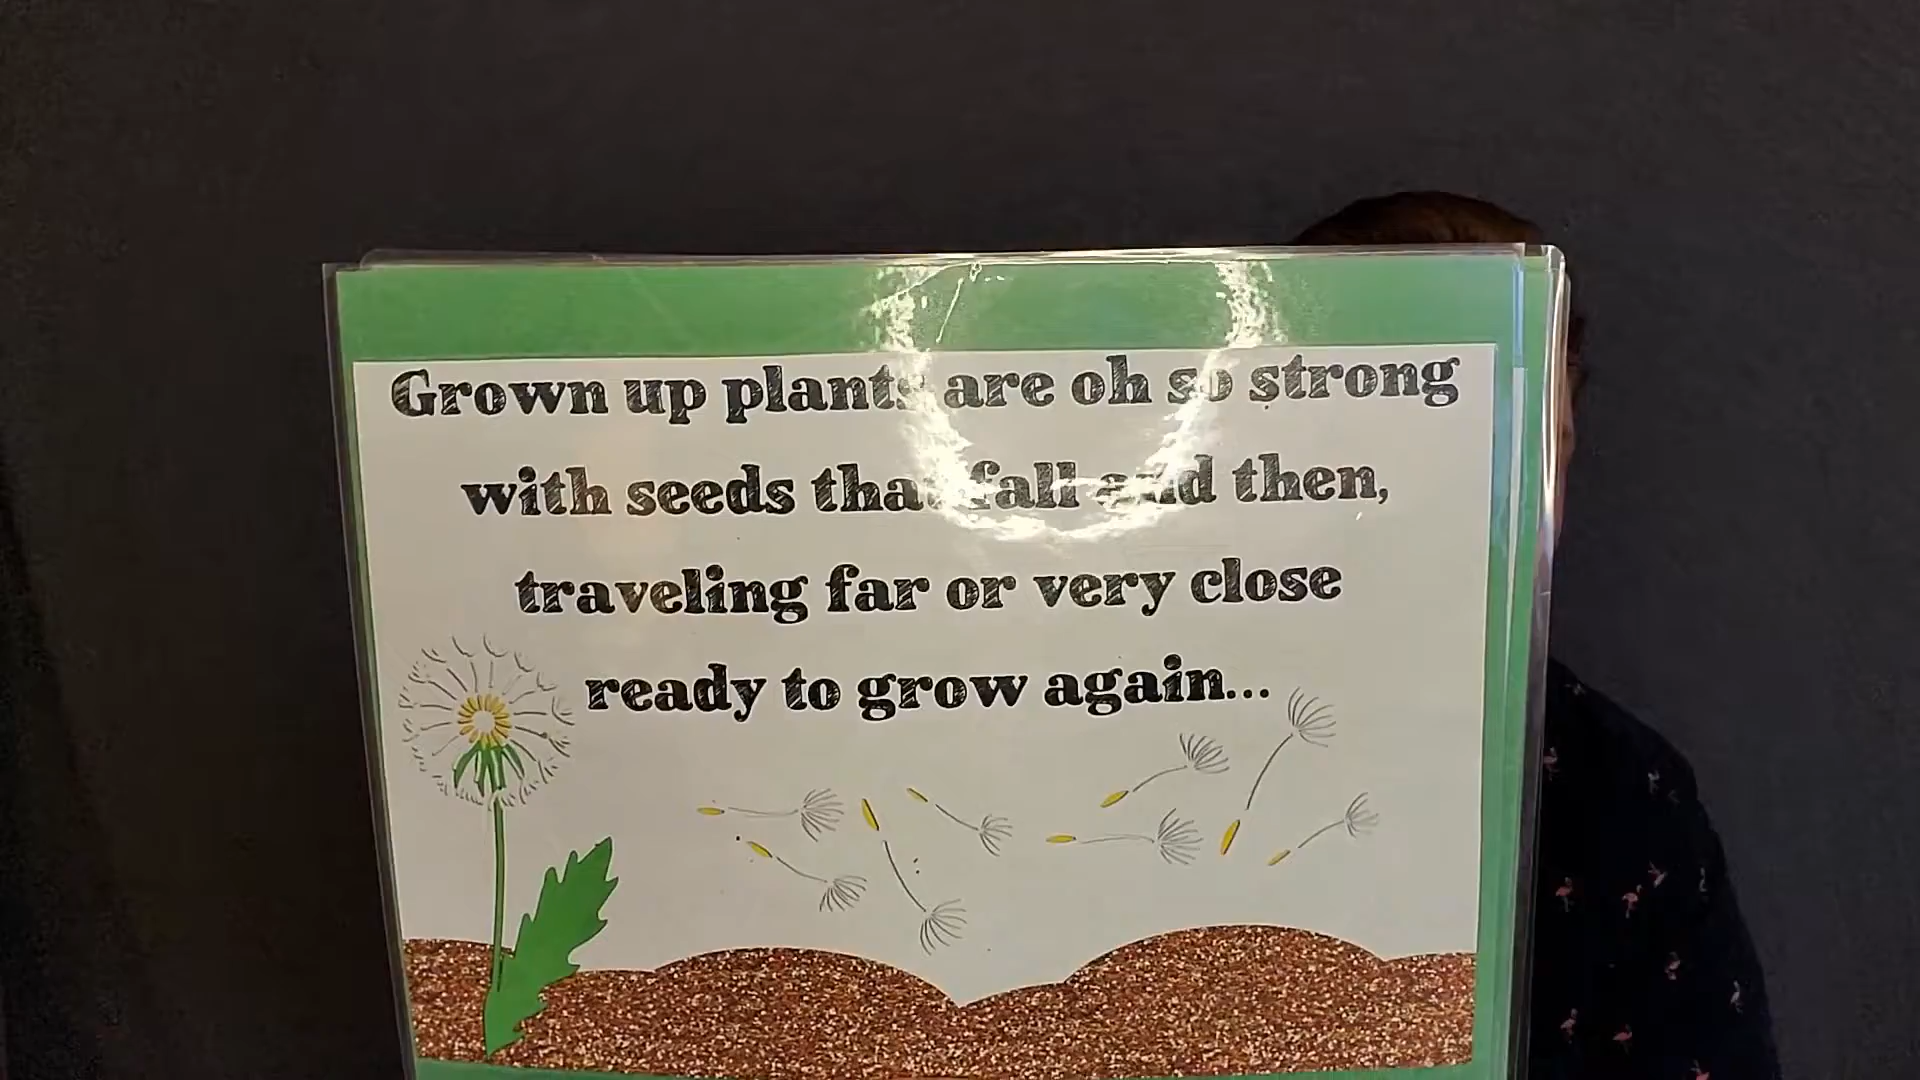 Grown up plants are oh so strong
with seeds that fall and then,
traveling far or very close
ready to grow again...